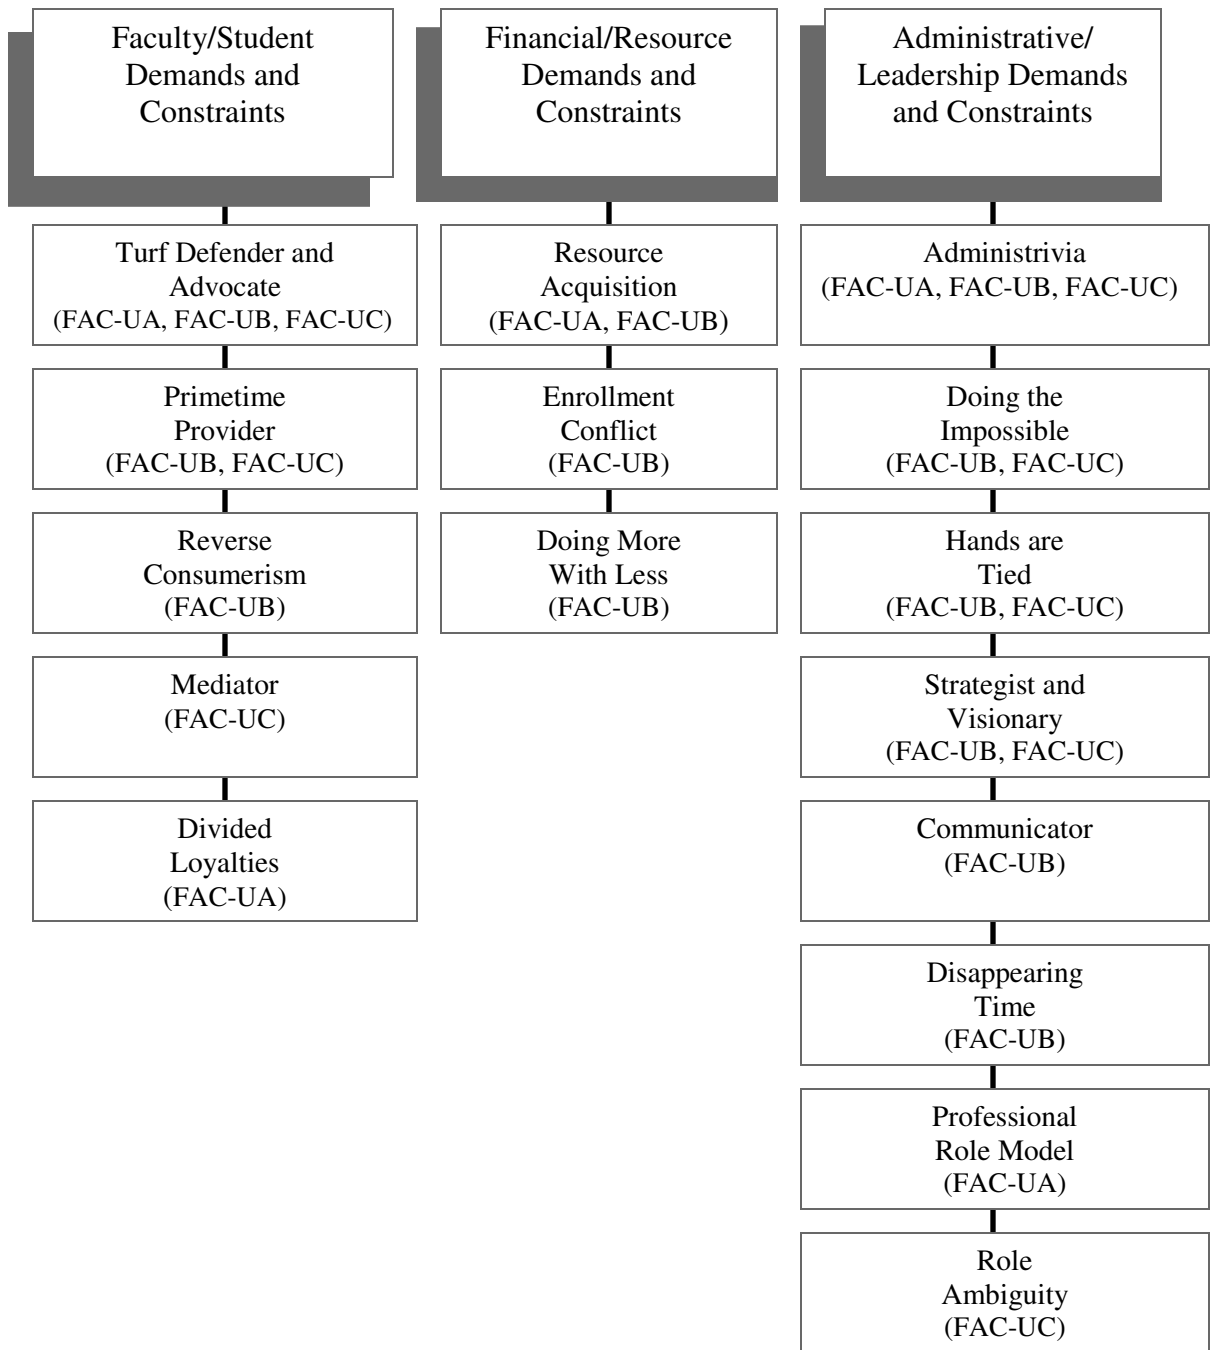 Faculty/Student
Demands and
Constraints
Turf Defender and
Advocate
(FAC-UA, FAC-UB, FAC-UC)
Primetime
Provider
(FAC-UB, FAC-UC)
Reverse
Consumerism
(FAC-UB)
Mediator
(FAC-UC)
Divided
Loyalties
(FAC-UA)
Financial/Resource
Demands and
Constraints
Resource
Acquisition
(FAC-UA, FAC-UB)
Enrollment
Conflict
(FAC-UB)
Doing More
With Less
(FAC-UB)
Administrative/
Leadership Demands
and Constraints
Administrivia
(FAC-UA, FAC-UB, FAC-UC)
Doing the
Impossible
(FAC-UB, FAC-UC)
Hands are
Tied
(FAC-UB, FAC-UC)
Strategist and
Visionary
(FAC-UB, FAC-UC)
Communicator
(FAC-UB)
Disappearing
Time
(FAC-UB)
Professional
Role Model
(FAC-UA)
Role
Ambiguity
(FAC-UC)